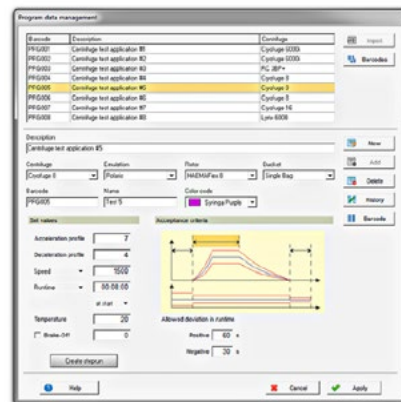 Program data management
Barcode Description Centrifuge
PRG001 Centrifuge test application #1 Cryofuge 6000i
PRG002 Centrifuge test application #2 Cryofuge 6000i
PRG003 Centrifuge test application #3 RC 3BP+
PRG004 Centrifuge test application #4 Cryofuge 8
PRG005 Centrifuge test application #5 Cryofuge 8
PRG006 Centrifuge test application #6 Cryofuge 8
PRG007 Centrifuge test application #7 Cryofuge 16
PRG008 Centrifuge test application #8 6000
Import
Barcodes
Description
Centrifuge test application #5
New
Centrifuge Emulation Rotor Bucket
Cryofuge 8 Polaris HAEMAFlex 8 Single Bag
Add
Delete
Barcode Name Color code
PRG005 Test 5 Syringa Purple
History
Barcode
Set values Acceptance criteria
Acceleration profile 7
Deceleration profile 4
Speed 1500
Runtime 00:08:00
at start
Temperature 20
Allowed deviation in runtime
Brake-Off 0
Positive 60 s
Negative 30 s
Create steprun
Help Cancel Apply